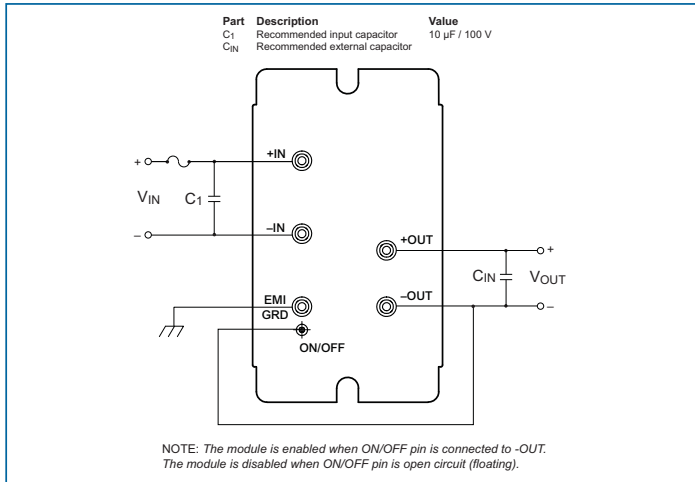 Part Description Value
C1 Recommended input capacitor 10 µF / 100 V
CIN Recommended external capacitor
+IN
+
VIN C1
–IN
–
+OUT
+
CIN VOUT
–OUT
–
EMI
GRD
ON/OFF
NOTE: The module is enabled when ON/OFF pin is connected to -OUT.
The module is disabled when ON/OFF pin is open circuit (floating).